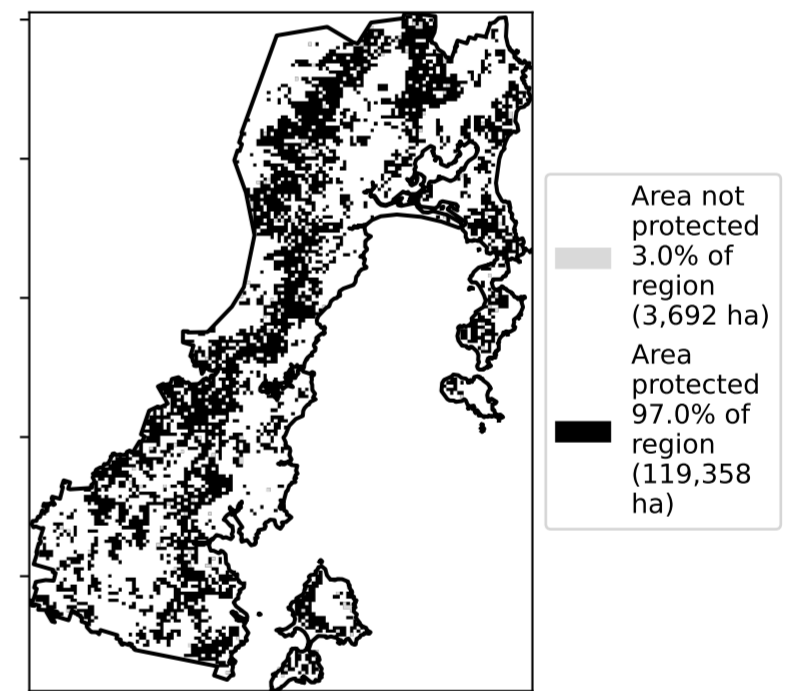 Area not
protected
3.0% of
region
(3,692 ha)
Area
protected
97.0% of
region
(119,358
ha)